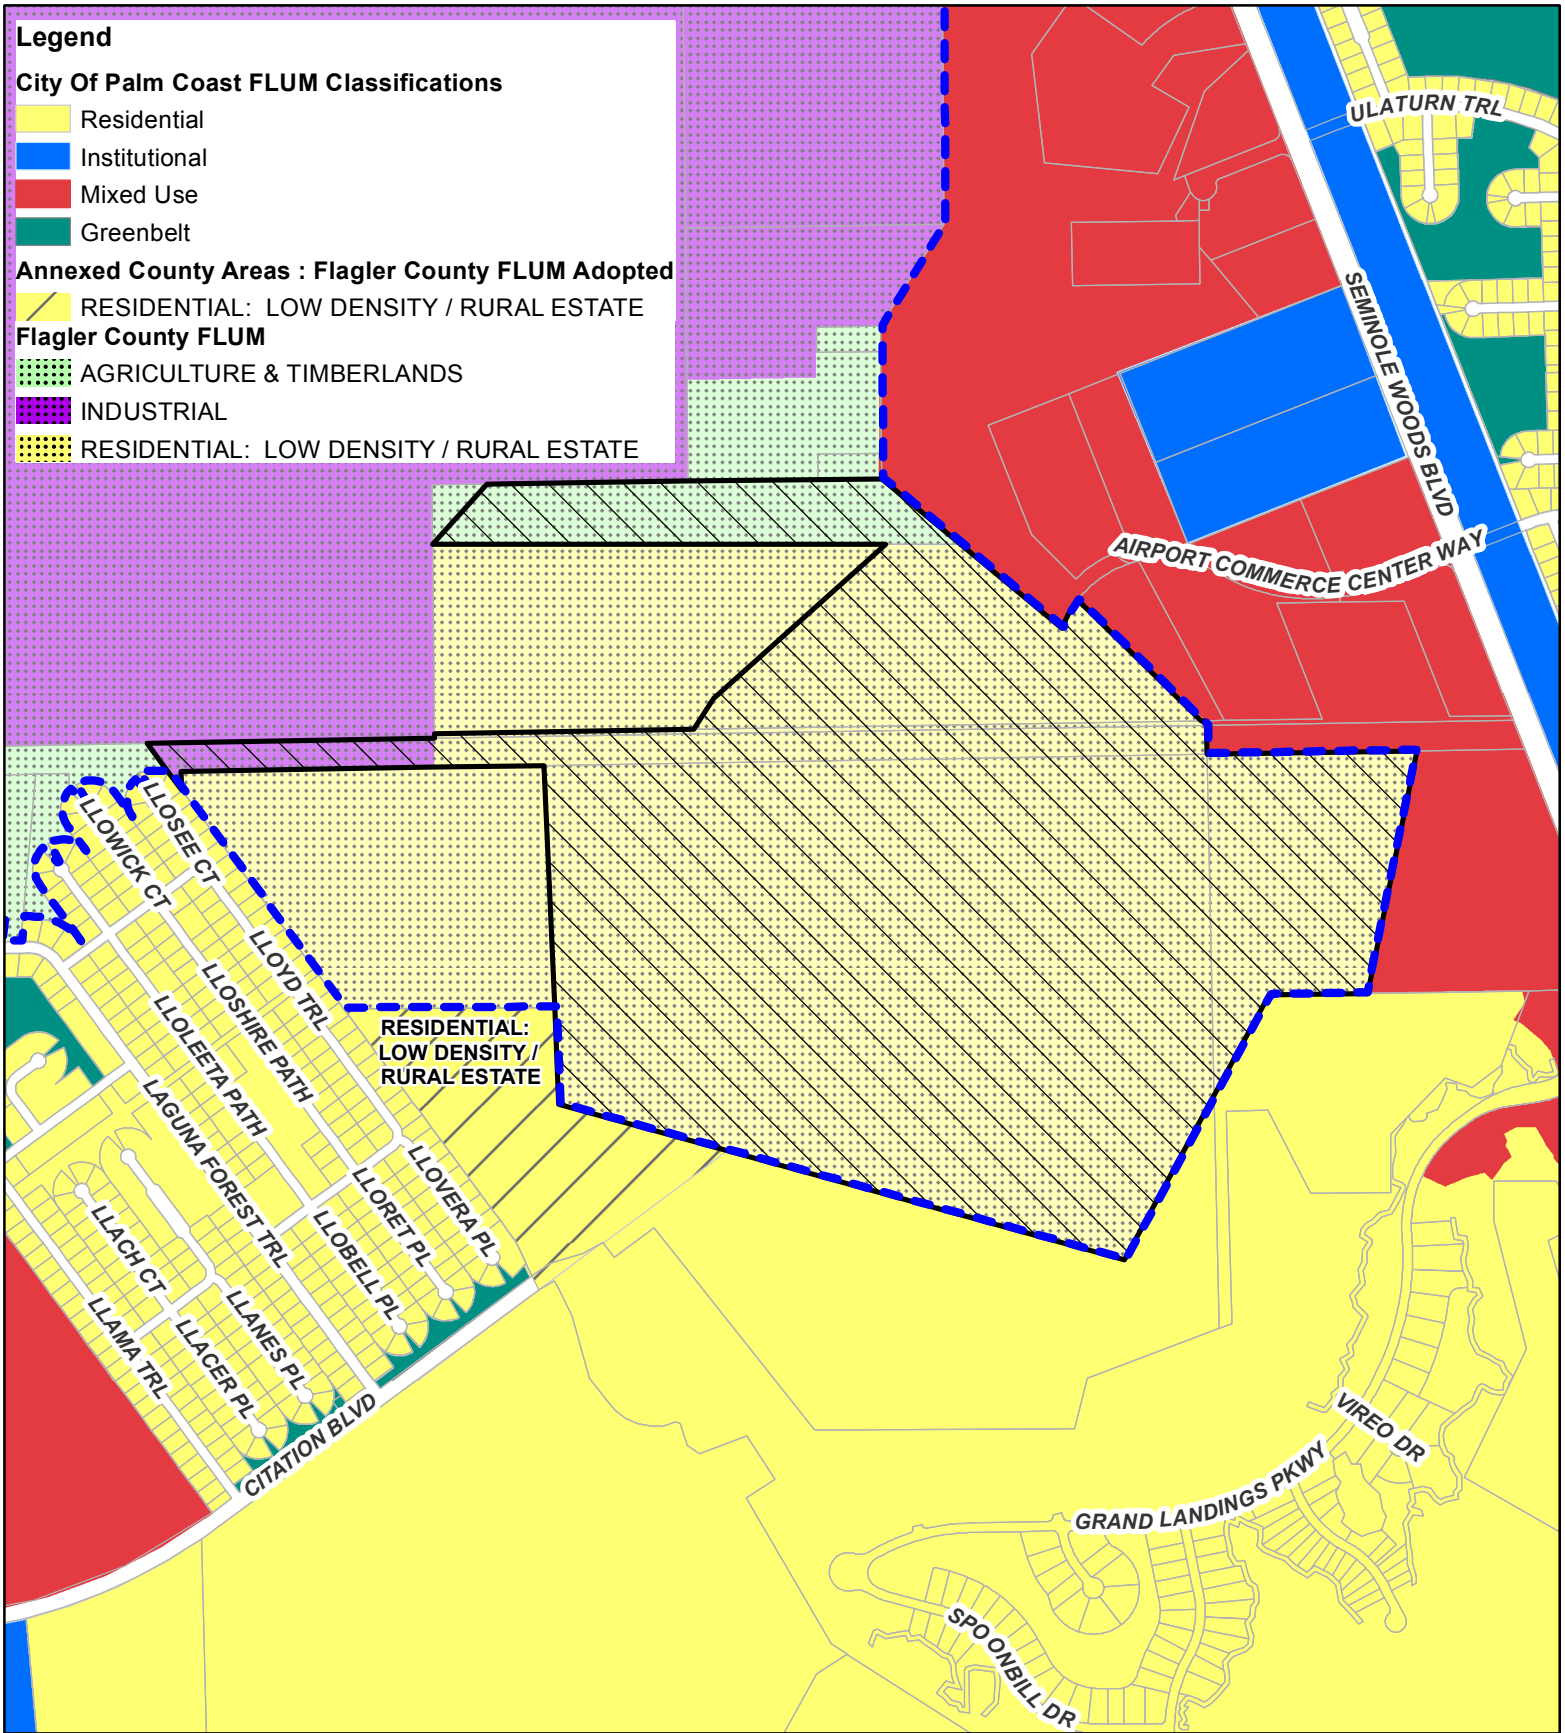 Legend
City Of Palm Coast FLUM Classifications
Residential
Institutional
Mixed Use
Greenbelt
Annexed County Areas : Flagler County FLUM Adopted
RESIDENTIAL: LOW DENSITY / RURAL ESTATE
Flagler County FLUM
AGRICULTURE & TIMBERLANDS
INDUSTRIAL
RESIDENTIAL: LOW DENSITY / RURAL ESTATE
ULATURN TRL
SEMINOLE WOODS BLVD
AIRPORT COMMERCE CENTER WAY
LLOSEE CT
LLOWICK CT
LLOYD TRL
LLOSHIRE PATH
LLOLEETA PATH
RESIDENTIAL:
LOW DENSITY /
RURAL ESTATE
LAGUNA FOREST TRL
LLOVERA PL
LLORET PL
LLOBELL PL
LLACH CT
LLANES PL
LLACER PL
LLAMA TRL
CITATION BLVD
VIREO DR
GRAND LANDINGS PKWY
SPOONBILL DR